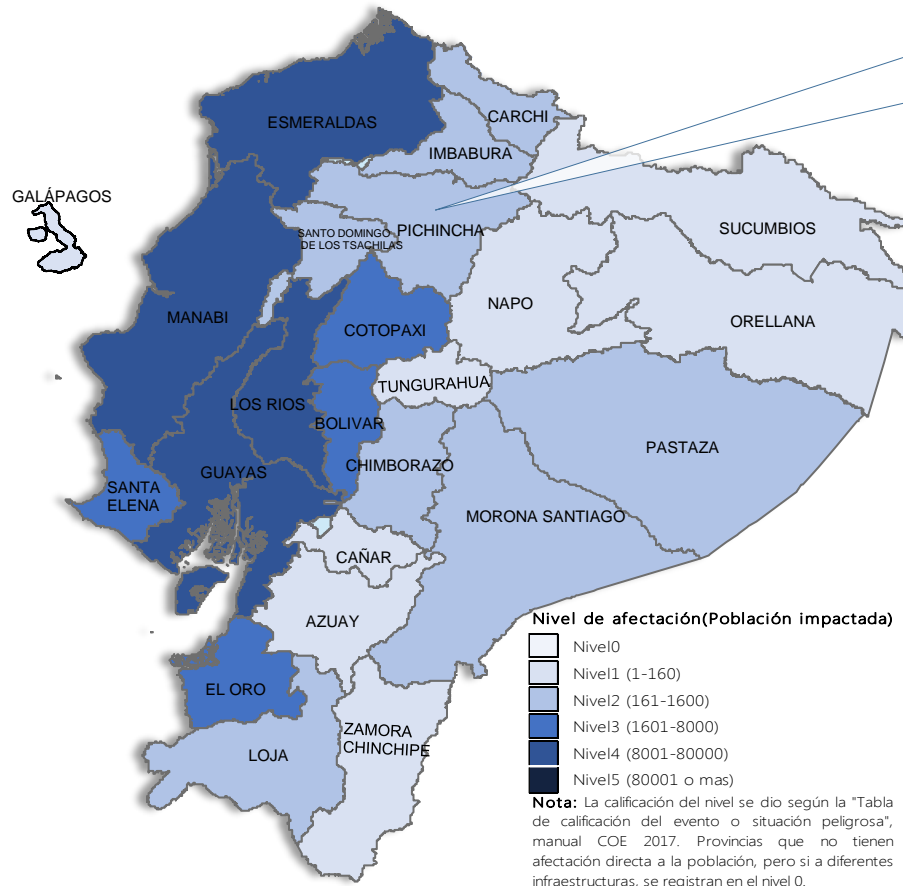 ESMERALDAS
CARCHI
IMBABURA
GALÁPAGOS
SANTO DOMINGO
DE LOS TSACHILAS
PICHINCHA
SUCUMBIOS
NAPO
ORELLANA
MANABI
COTOPAXI
TUNGURAHUA
LOS RIOS
BOLIVAR
PASTAZA
CHIMBORAZO
GUAYAS
SANTA
ELENA
MORONA SANTIAGO
CAÑAR
AZUAY
EL ORO
ZAMORA
CHINCHIPE
LOJA
Nivel de afectación(Población impactada)
Nivel0
Nivel1 (1-160)
Nivel2 (161-1600)
Nivel3 (1601-8000)
Nivel4 (8001-80000)
Nivel5 (80001 o mas)
Nota: La calificación del nivel se dio según la "Tabla
de calificación del evento o situación peligrosa",
manual COE 2017. Provincias que no tienen
afectación directa a la población, pero si a diferentes
infraestructuras, se registran en el nivel 0.